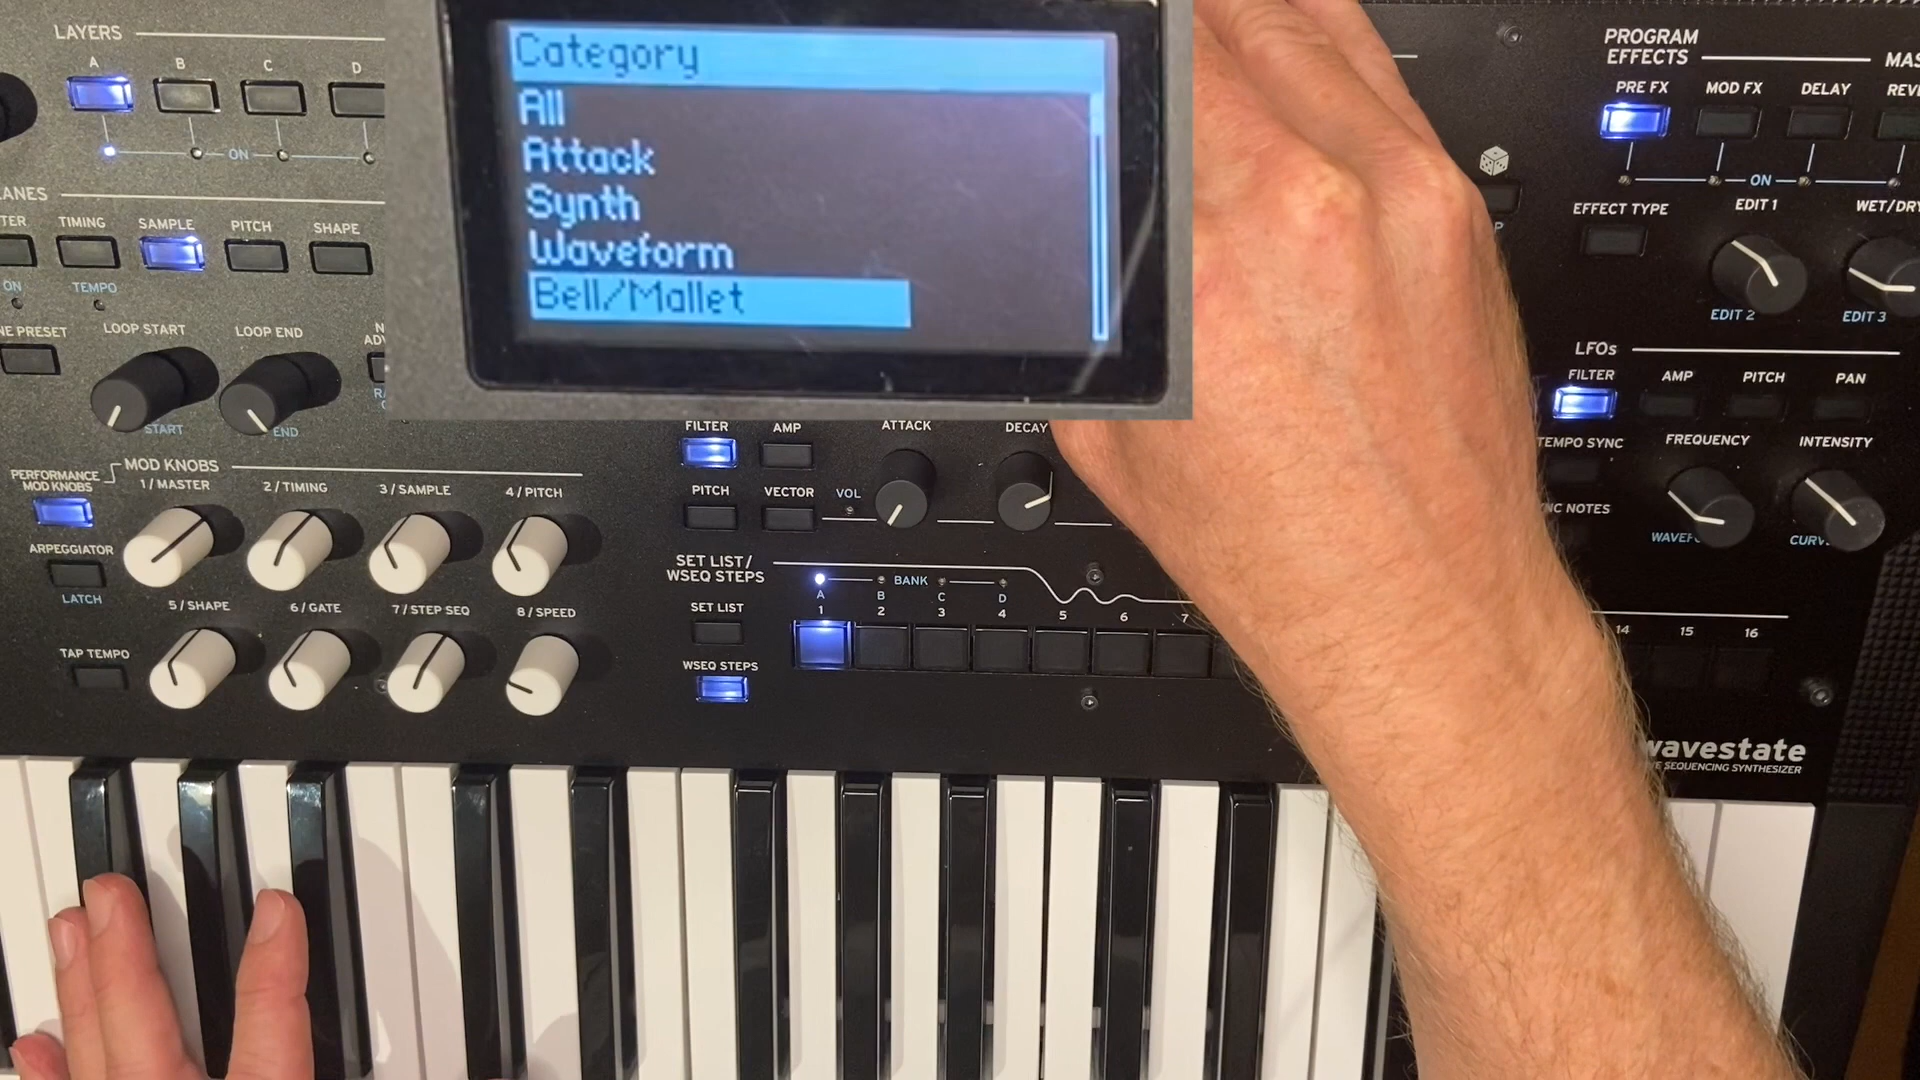 LAYERS
A B C D
ON
LANES
TIMING SAMPLE PITCH SHAPE
ON TEMPO
LOOP START LOOP END
START END
PERFORMANCE
MOD KNOBS
MOD KNOBS
1 / MASTER 2 / TIMING 3 / SAMPLE 4 / PITCH
ARPEGGIATOR
LATCH
5 / SHAPE 6 / GATE 7 / STEP SEQ 8 / SPEED
TAP TEMPO
Category
All
Attack
Synth
Waveform
Bell/Mallet
FILTER AMP ATTACK DECAY
PITCH VECTOR VOL
SET LIST/
WSEQ STEPS
BANK
A B C D
SET LIST
1 2 3 4 5 6 7
WSEQ STEPS
PROGRAM
EFFECTS
PRE FX MOD FX DELAY
ON
EFFECT TYPE EDIT 1 WET/DRY
EDIT 2 EDIT 3
LFOs
FILTER AMP PITCH PAN
TEMPO SYNC FREQUENCY INTENSITY
NOTES
14 15 16
wavestate
SEQUENCING SYNTHESIZER